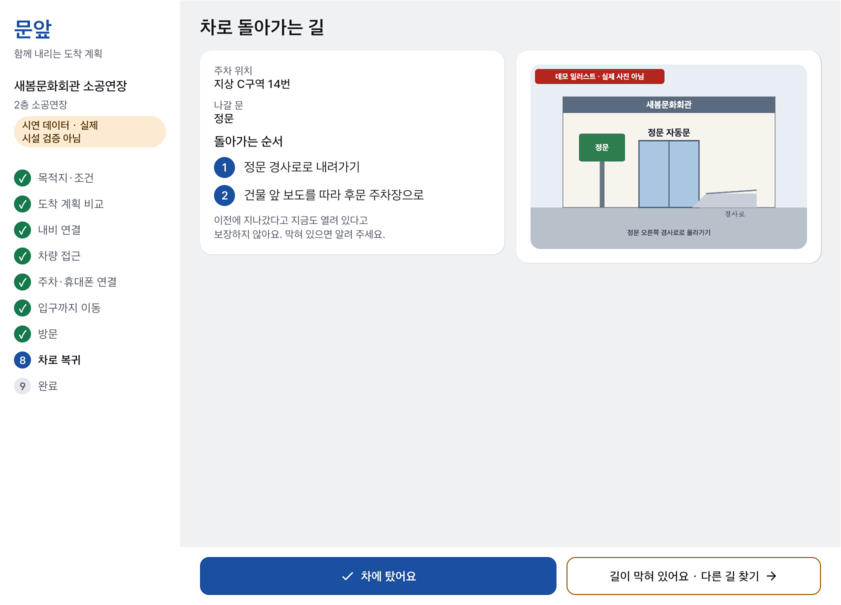 문앞
함께 내리는 도착 계획
새봄문화회관 소공연장
2층 소공연장
시연 데이터 · 실제
시설 검증 아님
목적지·조건
도착 계획 비교
내비 연결
차량 접근
주차·휴대폰 연결
입구까지 이동
방문
8 차로 복귀
9 완료
차로 돌아가는 길
주차 위치
지상 C구역 14번
나갈 문
정문
돌아가는 순서
1 정문 경사로로 내려가기
2 건물 앞 보도를 따라 후문 주차장으로
이전에 지나갔다고 지금도 열려 있다고
보장하지 않아요. 막혀 있으면 알려 주세요.
데모 일러스트 · 실제 사진 아님
새봄문화회관
정문 자동문
정문
경사로
정문 오른쪽 경사로로 올라가기
차에 탔어요
길이 막혀 있어요 · 다른 길 찾기 →